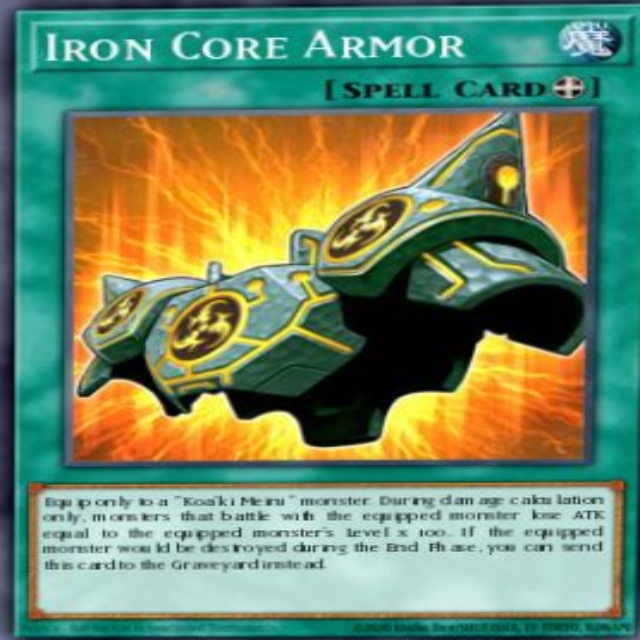 IRON CORE ARMOR
魔
[SPELL CARD]
Equip only to a "Koa'ki Meiru" monster. During damage calculation
only, monsters that battle with the equipped monster lose ATK
equal to the equipped monster's Level x 100. If the equipped
monster would be destroyed during the End Phase, you can send
this card to the Graveyard instead.